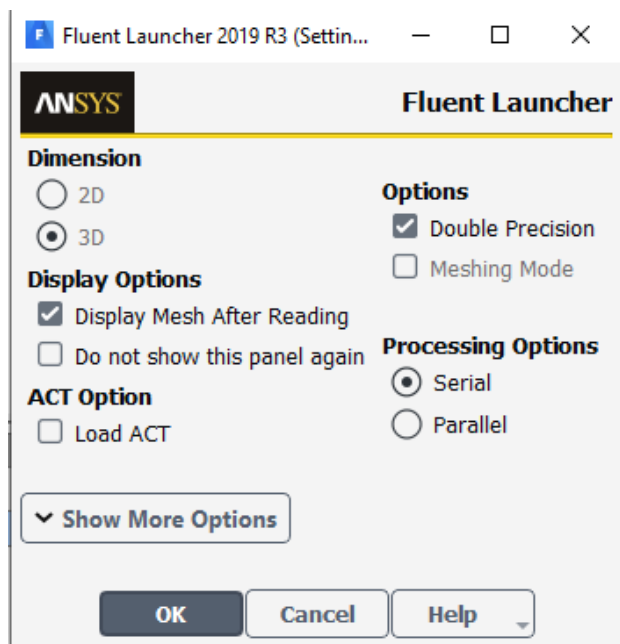 Fluent Launcher 2019 R3 (Settin...
ANSYS
Fluent Launcher
Dimension
2D
3D
Display Options
Display Mesh After Reading
Do not show this panel again
ACT Option
Load ACT
Options
Double Precision
Meshing Mode
Processing Options
Serial
Parallel
Show More Options
OK
Cancel
Help